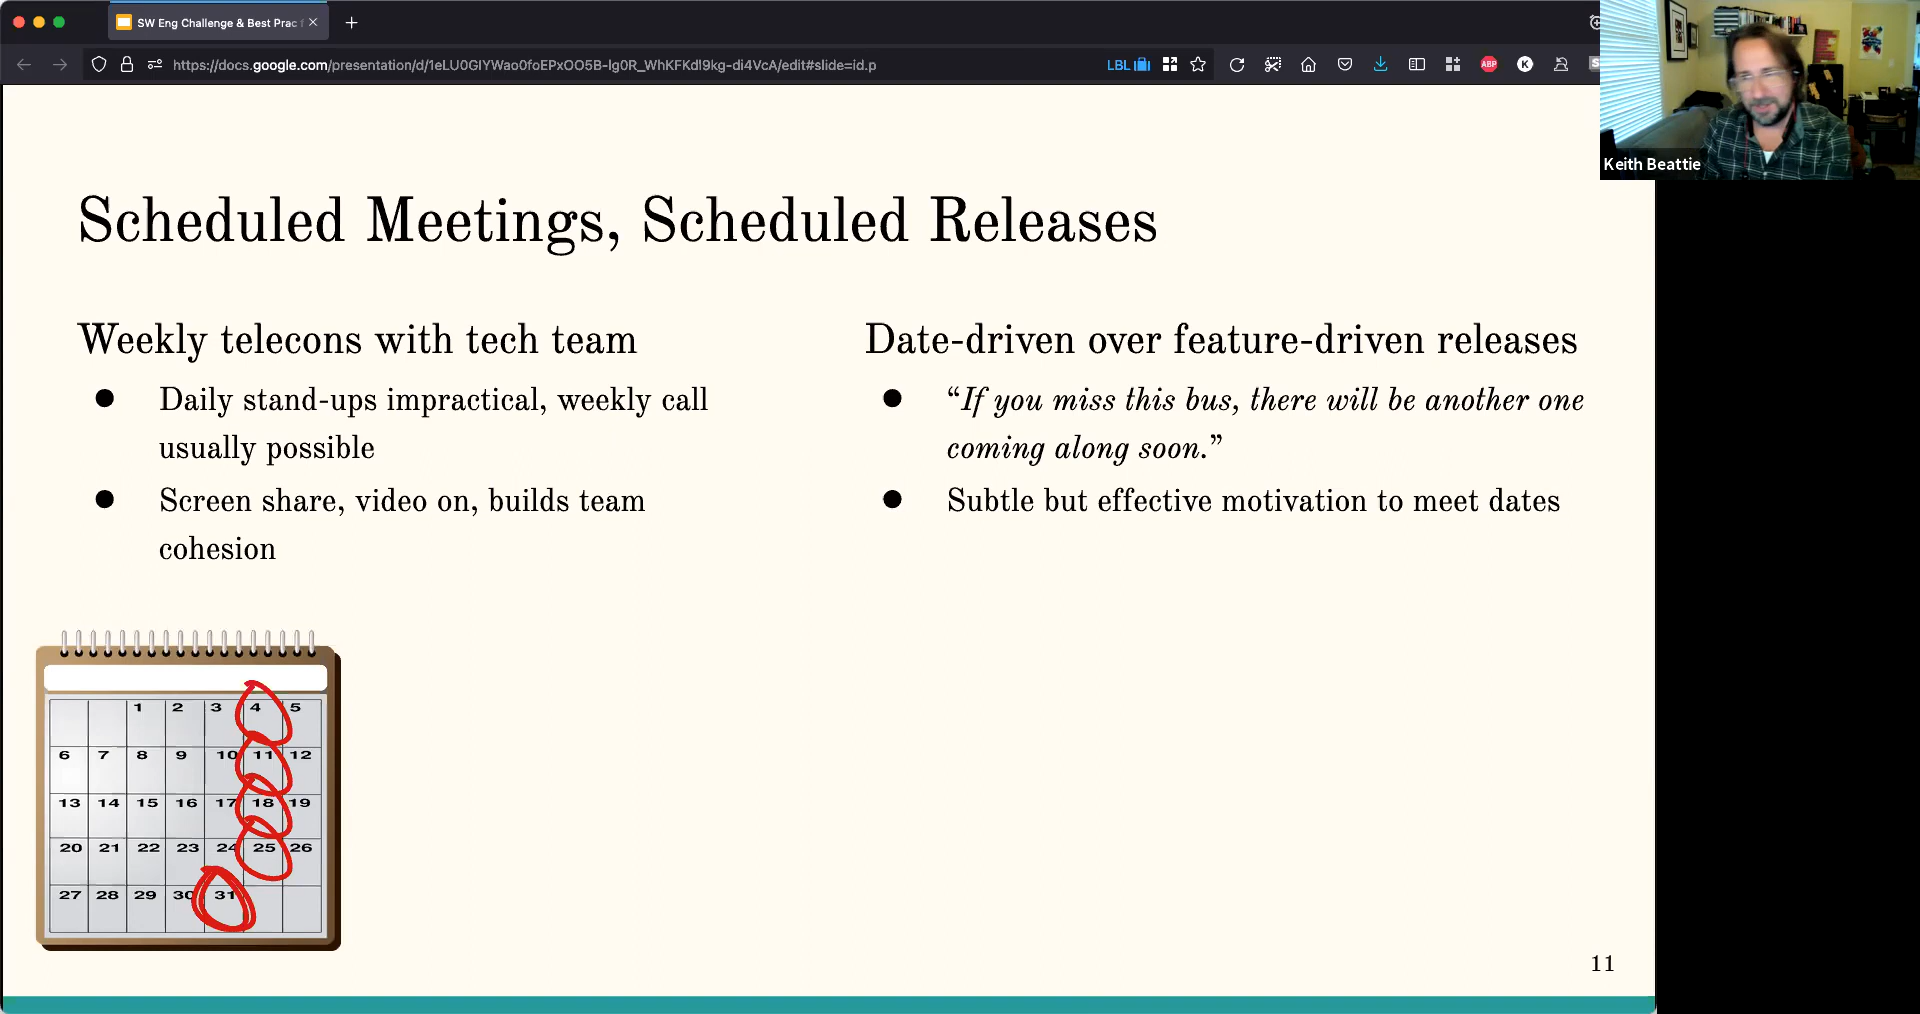 SW Eng Challenge & Best Prac f
https://docs.google.com/presentation/d/1eLU0GIYWao0foEPxOO5B-Ig0R_WhKFKdl9kg-di4VcA/edit#slide=id.p
LBL
ABP
K
S
Keith Beattie
Scheduled Meetings, Scheduled Releases
Weekly telecons with tech team
● Daily stand-ups impractical, weekly call
usually possible
● Screen share, video on, builds team
cohesion
Date-driven over feature-driven releases
● “If you miss this bus, there will be another one
coming along soon.”
● Subtle but effective motivation to meet dates
1 2 3 4 5
6 7 8 9 10 11 12
13 14 15 16 17 18 19
20 21 22 23 24 25 26
27 28 29 30 31
11